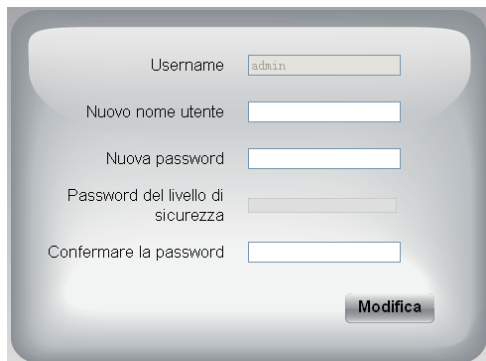 Username admin
Nuovo nome utente
Nuova password
Password del livello di
sicurezza
Confermare la password
Modifica